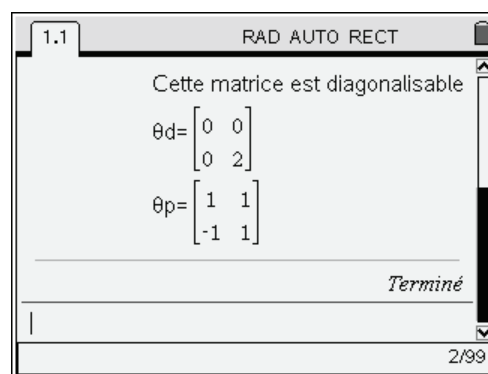 1.1 RAD AUTO RECT
Cette matrice est diagonalisable
θd=[0 0
0 2]
θp=[1 1
-1 1]
Terminé
2/99